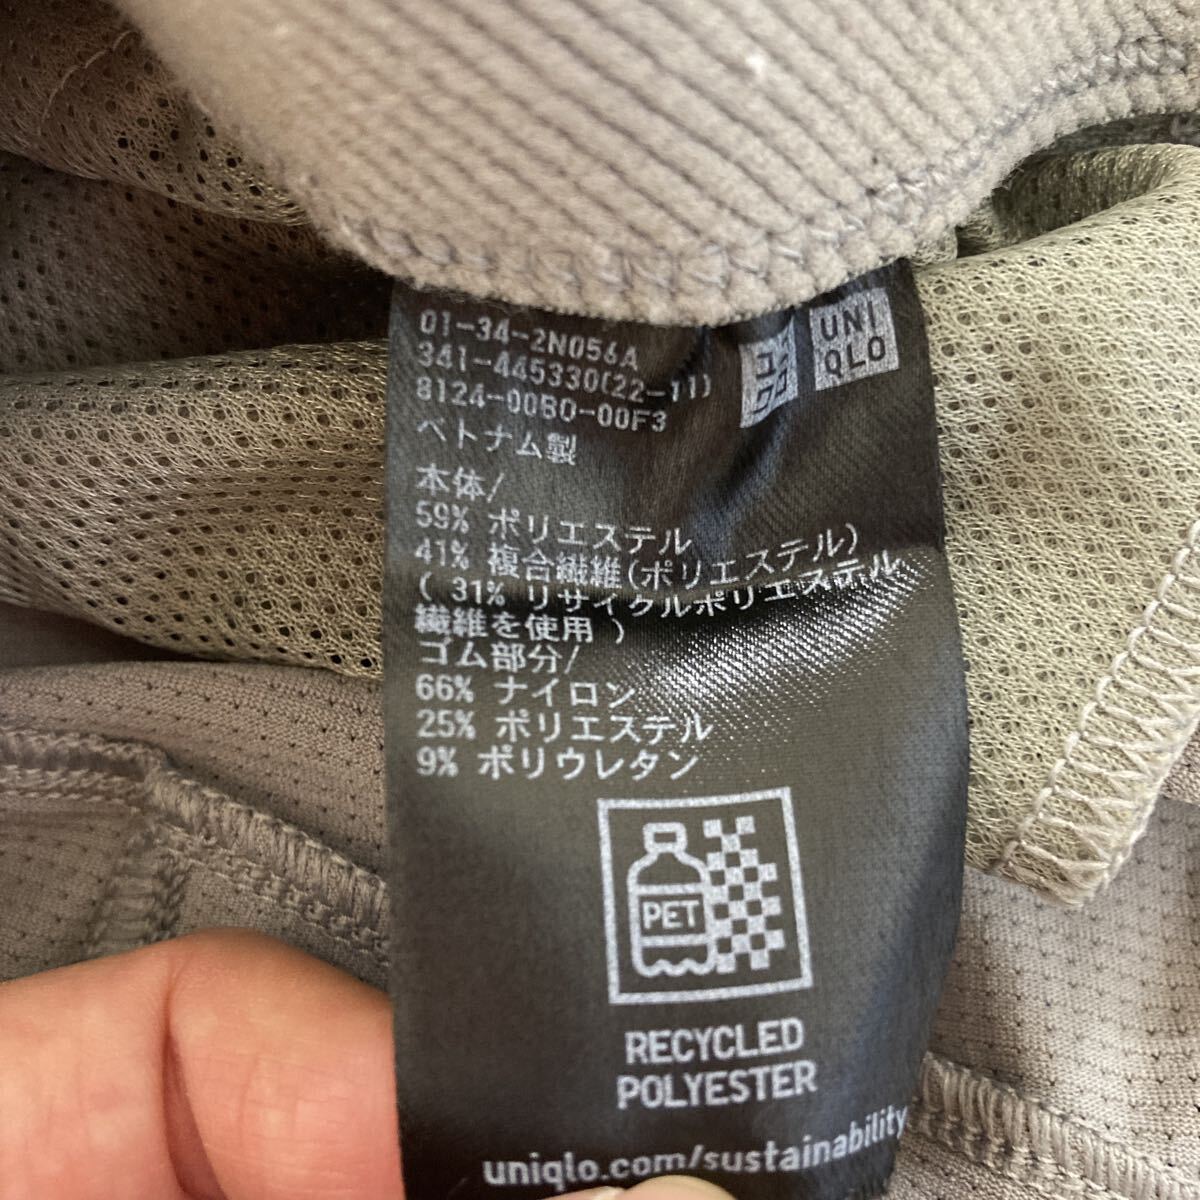 01-34-2N056A
341-445330(22-11)
8124-00B0-00F3
ユニ
クロ
UNI
QLO
ベトナム製
本体/
59% ポリエステル
41% 複合繊維(ポリエステル)
( 31% リサイクルポリエステル
繊維を使用 )
ゴム部分/
66% ナイロン
25% ポリエステル
9% ポリウレタン
PET
RECYCLED
POLYESTER
uniqlo.com/sustainability